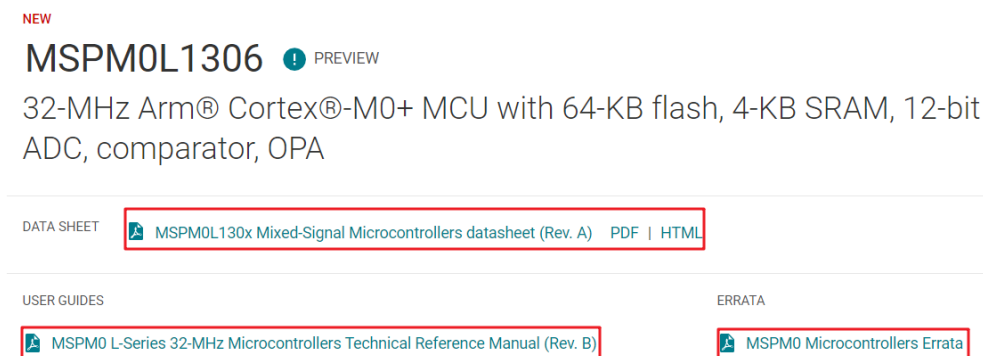 NEW
MSPM0L1306 ! PREVIEW
32-MHz Arm® Cortex®-M0+ MCU with 64-KB flash, 4-KB SRAM, 12-bit
ADC, comparator, OPA
DATA SHEET MSPM0L130x Mixed-Signal Microcontrollers datasheet (Rev. A) PDF | HTML
USER GUIDES ERRATA
MSPM0 L-Series 32-MHz Microcontrollers Technical Reference Manual (Rev. B) MSPM0 Microcontrollers Errata